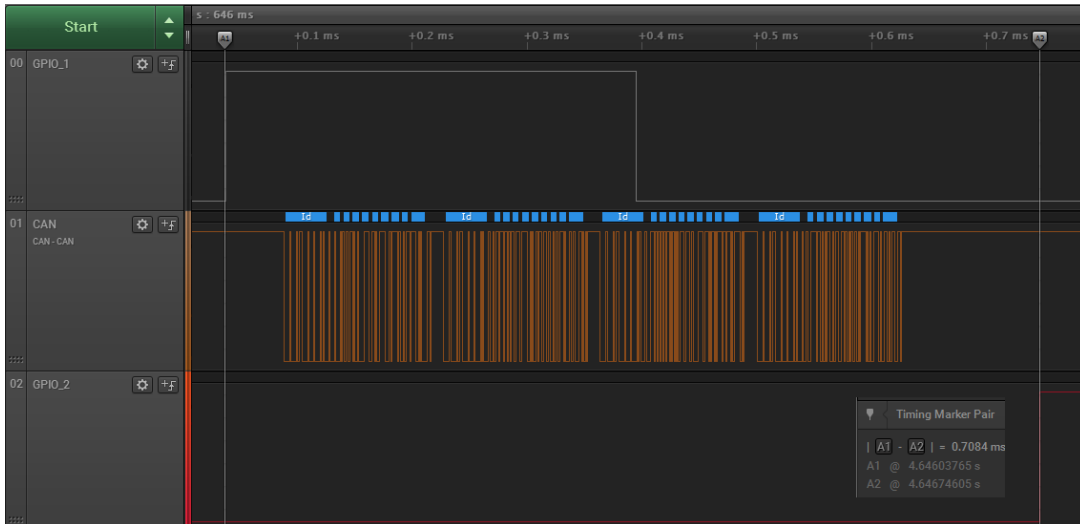 Start
s : 646 ms
A1
+0.1 ms
+0.2 ms
+0.3 ms
+0.4 ms
+0.5 ms
+0.6 ms
+0.7 ms
A2
00 GPIO_1
01 CAN
CAN - CAN
Id
Id
Id
Id
02 GPIO_2
Timing Marker Pair
| A1 - A2 | = 0.7084 ms
A1 @ 4.64603765 s
A2 @ 4.64674605 s